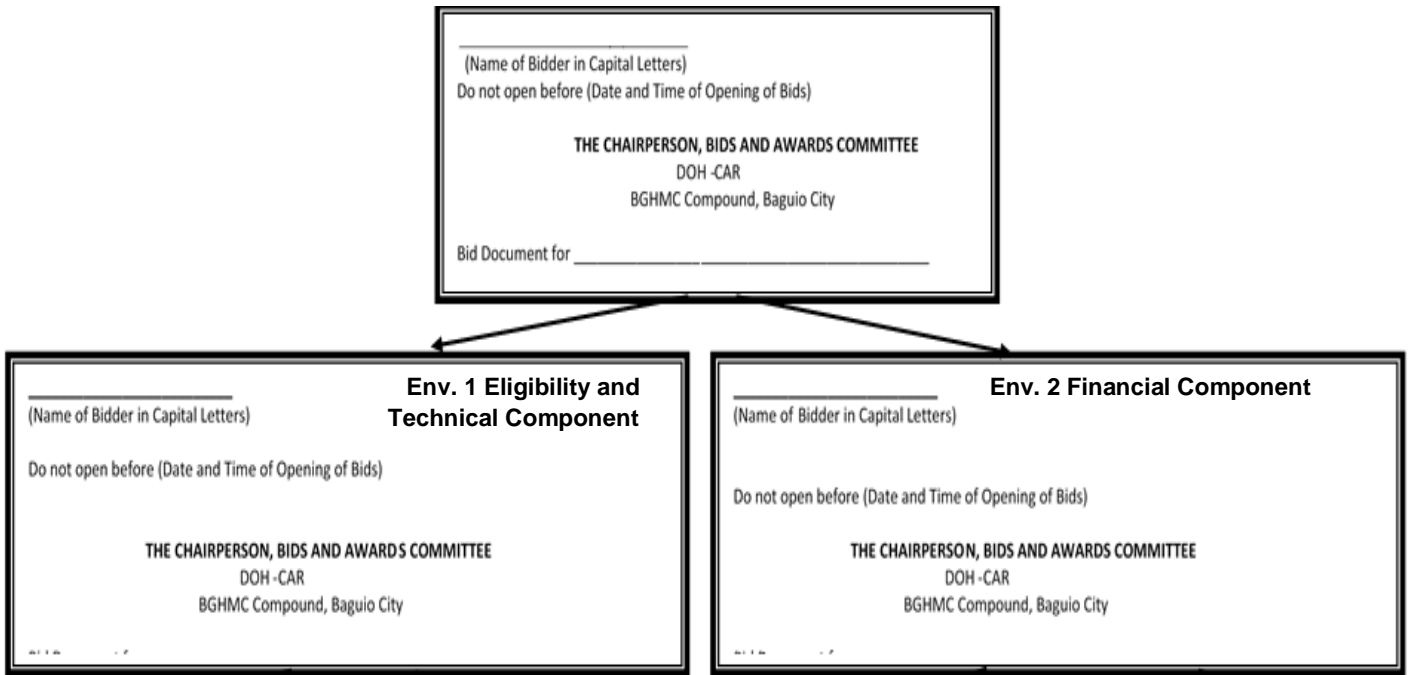 ____________________
(Name of Bidder in Capital Letters)
Do not open before (Date and Time of Opening of Bids)
THE CHAIRPERSON, BIDS AND AWARDS COMMITTEE
DOH -CAR
BGHMC Compound, Baguio City
Bid Document for ____________________
____________________
Env. 1 Eligibility and
Technical Component
(Name of Bidder in Capital Letters)
Do not open before (Date and Time of Opening of Bids)
THE CHAIRPERSON, BIDS AND AWARDS COMMITTEE
DOH -CAR
BGHMC Compound, Baguio City
____________________
Env. 2 Financial Component
(Name of Bidder in Capital Letters)
Do not open before (Date and Time of Opening of Bids)
THE CHAIRPERSON, BIDS AND AWARDS COMMITTEE
DOH -CAR
BGHMC Compound, Baguio City